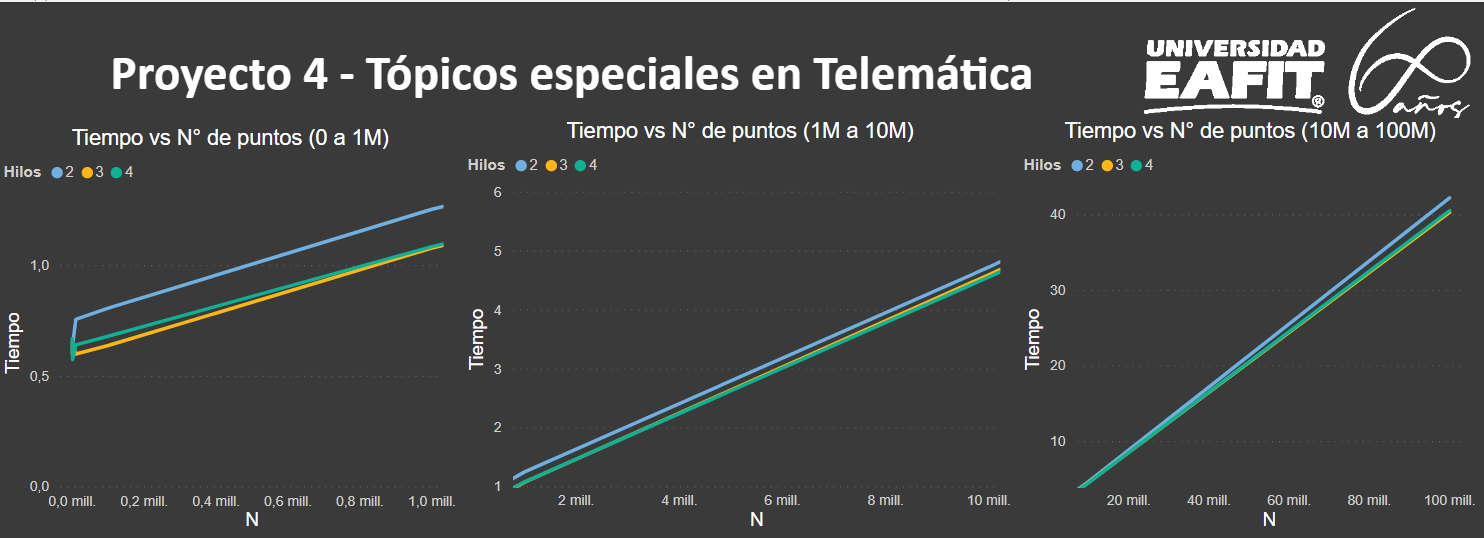 Proyecto 4 - Tópicos especiales en Telemática
UNIVERSIDAD
EAFIT®
60 años
Tiempo vs N° de puntos (0 a 1M)
Hilos 2 3 4
Tiempo
1,0
0,5
0,0
0,0 mill. 0,2 mill. 0,4 mill. 0,6 mill. 0,8 mill. 1,0 mill.
N
Tiempo vs N° de puntos (1M a 10M)
Hilos 2 3 4
Tiempo
6
5
4
3
2
1
2 mill. 4 mill. 6 mill. 8 mill. 10 mill.
N
Tiempo vs N° de puntos (10M a 100M)
Hilos 2 3 4
Tiempo
40
30
20
10
20 mill. 40 mill. 60 mill. 80 mill. 100 mill.
N